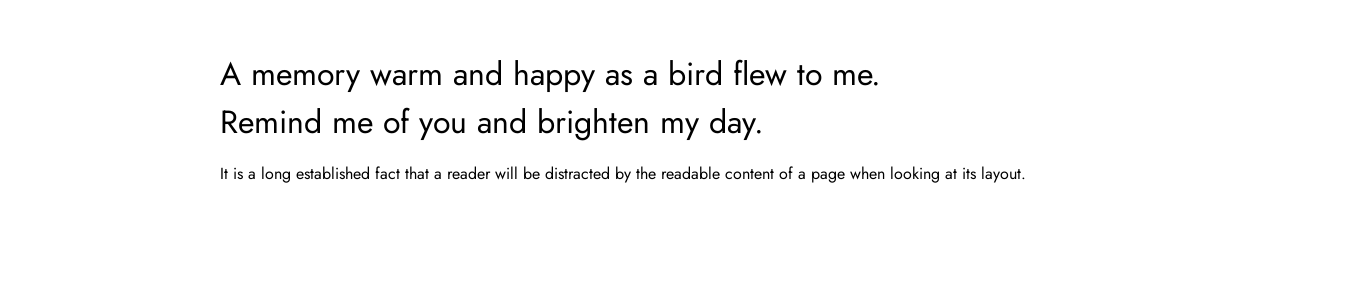 A memory warm and happy as a bird flew to me.
Remind me of you and brighten my day.
It is a long established fact that a reader will be distracted by the readable content of a page when looking at its layout.